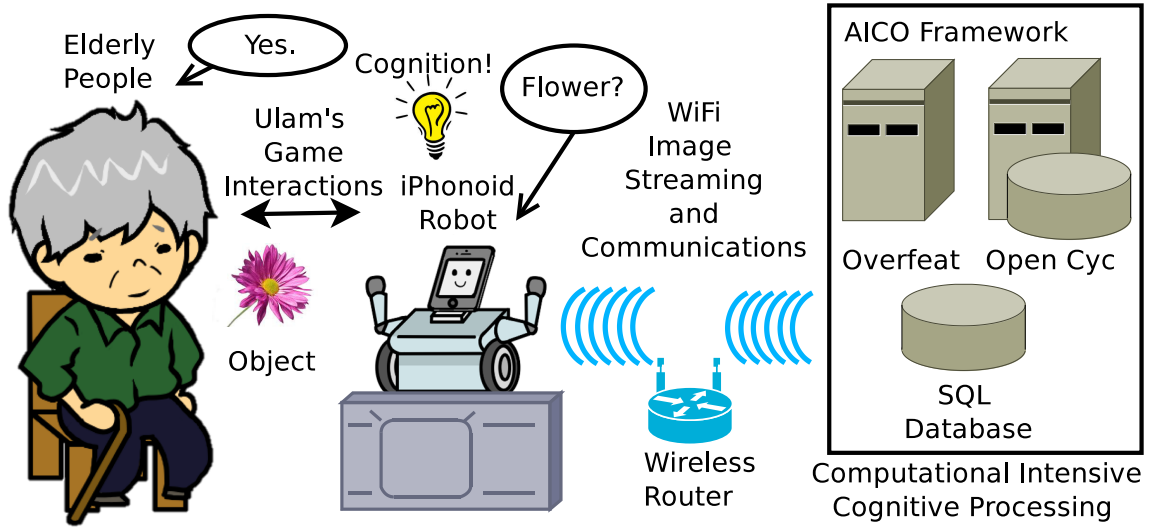 Elderly
People
Yes.
Cognition!
Flower?
Ulam's
Game
Interactions
iPhonoid
Robot
WiFi
Image
Streaming
and
Communications
Object
Wireless
Router
AICO Framework
Overfeat
Open Cyc
SQL
Database
Computational Intensive
Cognitive Processing